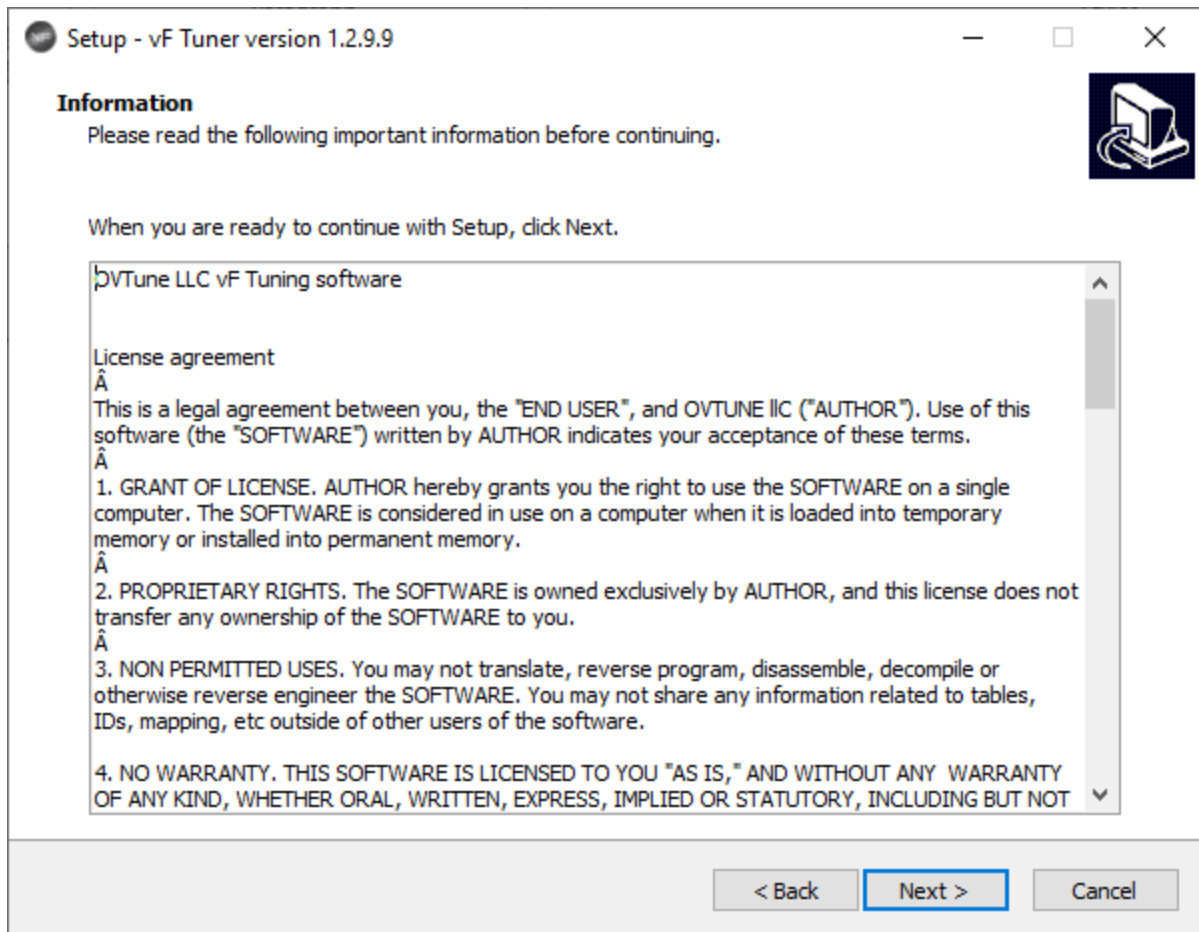 Setup - vF Tuner version 1.2.9.9
Information
Please read the following important information before continuing.
When you are ready to continue with Setup, click Next.
OVTune LLC vF Tuning software
License agreement
Â
This is a legal agreement between you, the "END USER", and OVTUNE llC ("AUTHOR"). Use of this
software (the "SOFTWARE") written by AUTHOR indicates your acceptance of these terms.
Â
1. GRANT OF LICENSE. AUTHOR hereby grants you the right to use the SOFTWARE on a single
computer. The SOFTWARE is considered in use on a computer when it is loaded into temporary
memory or installed into permanent memory.
Â
2. PROPRIETARY RIGHTS. The SOFTWARE is owned exclusively by AUTHOR, and this license does not
transfer any ownership of the SOFTWARE to you.
Â
3. NON PERMITTED USES. You may not translate, reverse program, disassemble, decompile or
otherwise reverse engineer the SOFTWARE. You may not share any information related to tables,
IDs, mapping, etc outside of other users of the software.
4. NO WARRANTY. THIS SOFTWARE IS LICENSED TO YOU "AS IS," AND WITHOUT ANY  WARRANTY
OF ANY KIND, WHETHER ORAL, WRITTEN, EXPRESS, IMPLIED OR STATUTORY, INCLUDING BUT NOT
< Back
Next >
Cancel